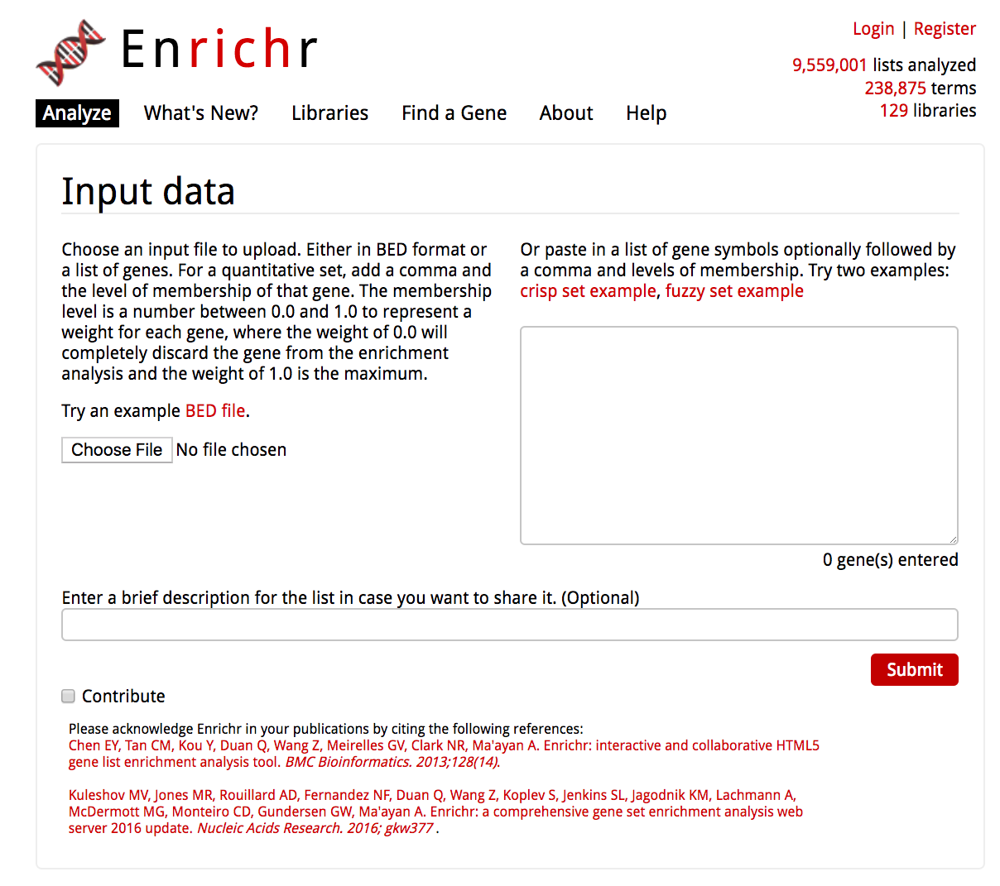 Enrichr
Login | Register
9,559,001 lists analyzed
238,875 terms
129 libraries
Analyze What's New? Libraries Find a Gene About Help
Input data
Choose an input file to upload. Either in BED format or
a list of genes. For a quantitative set, add a comma and
the level of membership of that gene. The membership
level is a number between 0.0 and 1.0 to represent a
weight for each gene, where the weight of 0.0 will
completely discard the gene from the enrichment
analysis and the weight of 1.0 is the maximum.
Try an example BED file.
Choose File No file chosen
Or paste in a list of gene symbols optionally followed by
a comma and levels of membership. Try two examples:
crisp set example, fuzzy set example
0 gene(s) entered
Enter a brief description for the list in case you want to share it. (Optional)
Submit
Contribute
Please acknowledge Enrichr in your publications by citing the following references:
Chen EY, Tan CM, Kou Y, Duan Q, Wang Z, Meirelles GV, Clark NR, Ma'ayan A. Enrichr: interactive and collaborative HTML5
gene list enrichment analysis tool. BMC Bioinformatics. 2013;128(14).
Kuleshov MV, Jones MR, Rouillard AD, Fernandez NF, Duan Q, Wang Z, Koplev S, Jenkins SL, Jagodnik KM, Lachmann A,
McDermott MG, Monteiro CD, Gundersen GW, Ma'ayan A. Enrichr: a comprehensive gene set enrichment analysis web
server 2016 update. Nucleic Acids Research. 2016; gkw377 .